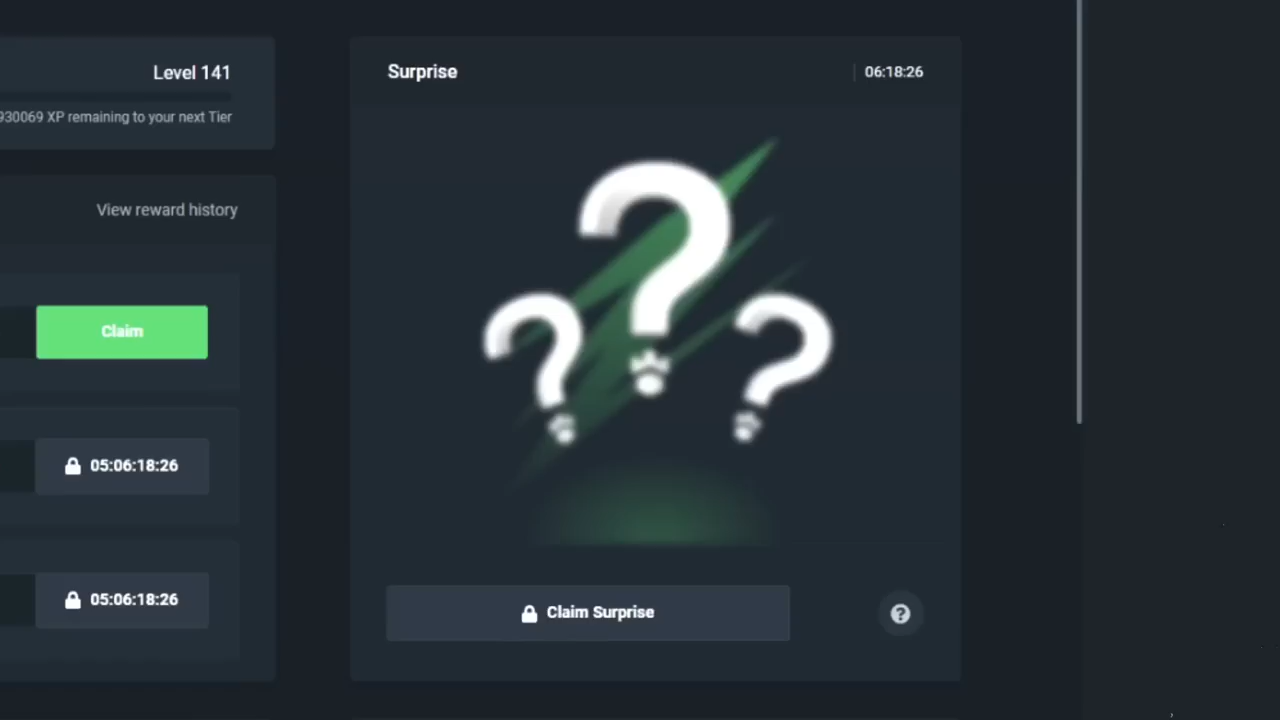 Level 141
930069 XP remaining to your next Tier
View reward history
Claim
05:06:18:26
05:06:18:26
Surprise
06:18:26
Claim Surprise
?